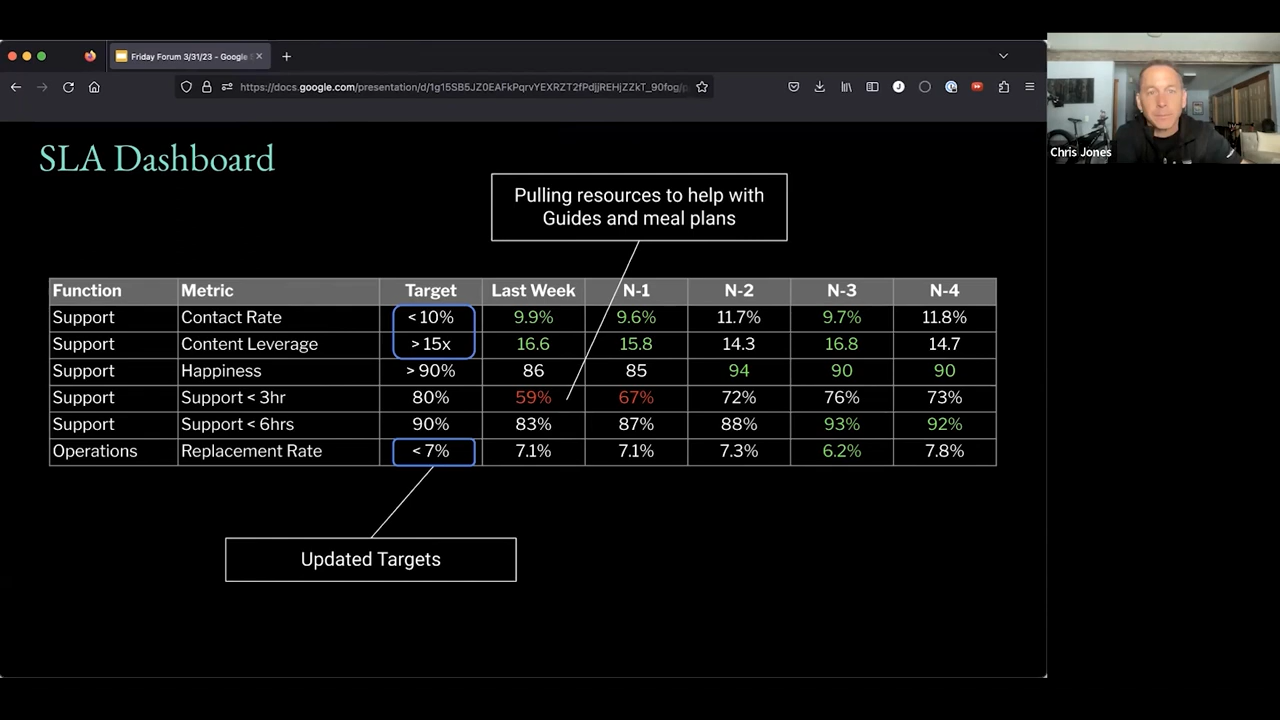 Friday Forum 3/31/23 - Google S
https://docs.google.com/presentation/d/1g15SB5JZ0EAFkPqrvYEXRZT2fPdjjREHjZZkT_90fog/p
J
Chris Jones
SLA Dashboard
Pulling resources to help with
Guides and meal plans
Function Metric Target Last Week N-1 N-2 N-3 N-4
Support Contact Rate < 10% 9.9% 9.6% 11.7% 9.7% 11.8%
Support Content Leverage > 15x 16.6 15.8 14.3 16.8 14.7
Support Happiness > 90% 86 85 94 90 90
Support Support < 3hr 80% 59% 67% 72% 76% 73%
Support Support < 6hrs 90% 83% 87% 88% 93% 92%
Operations Replacement Rate < 7% 7.1% 7.1% 7.3% 6.2% 7.8%
Updated Targets